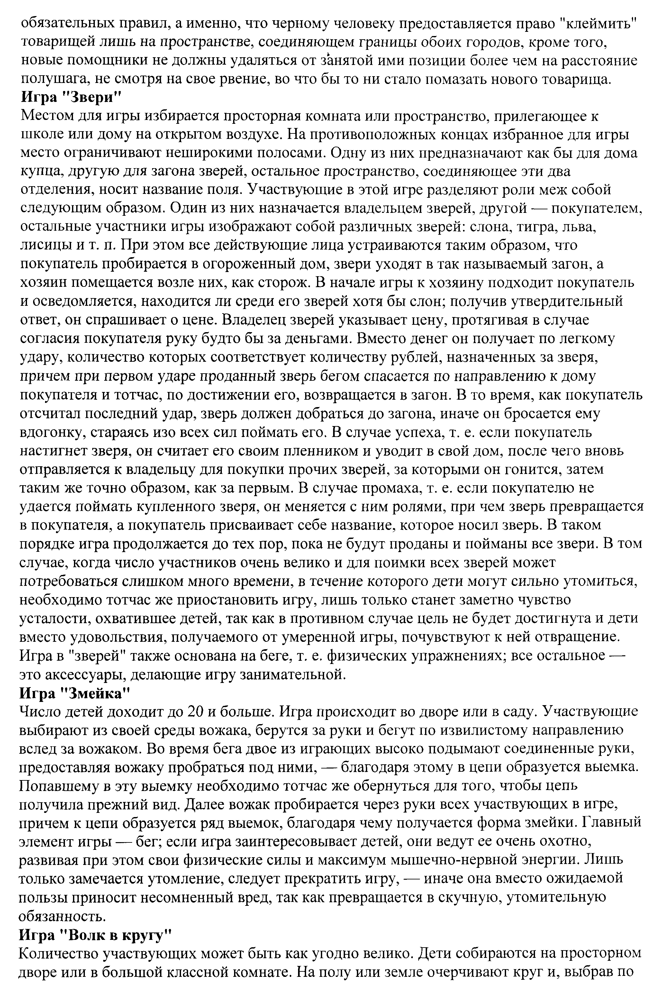 обязательных правил, а именно, что черному человеку предоставляется право "клеймить"
товарищей лишь на пространстве, соединяющем границы обоих городов, кроме того,
новые помощники не должны удаляться от занятой ими позиции более чем на расстояние
полушага, не смотря на свое рвение, во что бы то ни стало помазать нового товарища.
Игра "Звери"
Местом для игры избирается просторная комната или пространство, прилегающее к
школе или дому на открытом воздухе. На противоположных концах избранное для игры
место ограничивают неширокими полосами. Одну из них предназначают как бы для дома
купца, другую для загона зверей, остальное пространство, соединяющее эти два
отделения, носит название поля. Участвующие в этой игре разделяют роли меж собой
следующим образом. Один из них назначается владельцем зверей, другой — покупателем,
остальные участники игры изображают собой различных зверей: слона, тигра, льва,
лисицы и т. п. При этом все действующие лица устраиваются таким образом, что
покупатель пробирается в огороженный дом, звери уходят в так называемый загон, а
хозяин помещается возле них, как сторож. В начале игры к хозяину подходит покупатель
и осведомляется, находится ли среди его зверей хотя бы слон; получив утвердительный
ответ, он спрашивает о цене. Владелец зверей указывает цену, протягивая в случае
согласия покупателя руку будто бы за деньгами. Вместо денег он получает по легкому
удару, количество которых соответствует количеству рублей, назначенных за зверя,
причем при первом ударе проданный зверь бегом спасается по направлению к дому
покупателя и тотчас, по достижении его, возвращается в загон. В то время, как покупатель
отсчитал последний удар, зверь должен добраться до загона, иначе он бросается ему
вдогонку, стараясь изо всех сил поймать его. В случае успеха, т. е. если покупатель
настигнет зверя, он считает его своим пленником и уводит в свой дом, после чего вновь
отправляется к владельцу для покупки прочих зверей, за которыми он гонится, затем
таким же точно образом, как за первым. В случае промаха, т. е. если покупателю не
удается поймать купленного зверя, он меняется с ним ролями, при чем зверь превращается
в покупателя, а покупатель присваивает себе название, которое носил зверь. В таком
порядке игра продолжается до тех пор, пока не будут проданы и пойманы все звери. В том
случае, когда число участников очень велико и для поимки всех зверей может
потребоваться слишком много времени, в течение которого дети могут сильно утомиться,
необходимо тотчас же приостановить игру, лишь только станет заметно чувство
усталости, охватившее детей, так как в противном случае цель не будет достигнута и дети
вместо удовольствия, получаемого от умеренной игры, почувствуют к ней отвращение.
Игра в "зверей" также основана на беге, т. е. физических упражнениях; все остальное —
это аксессуары, делающие игру занимательной.
Игра "Змейка"
Число детей доходит до 20 и больше. Игра происходит во дворе или в саду. Участвующие
выбирают из своей среды вожака, берутся за руки и бегут по извилистому направлению
вслед за вожаком. Во время бега двое из играющих высоко подымают соединенные руки,
предоставляя вожаку пробраться под ними, — благодаря этому в цепи образуется выемка.
Попавшему в эту выемку необходимо тотчас же обернуться для того, чтобы цепь
получила прежний вид. Далее вожак пробирается через руки всех участвующих в игре,
причем к цепи образуется ряд выемок, благодаря чему получается форма змейки. Главный
элемент игры — бег; если игра заинтересовывает детей, они ведут ее очень охотно,
развивая при этом свои физические силы и максимум мышечно-нервной энергии. Лишь
только замечается утомление, следует прекратить игру, — иначе она вместо ожидаемой
пользы приносит несомненный вред, так как превращается в скучную, утомительную
обязанность.
Игра "Волк в кругу"
Количество участвующих может быть как угодно велико. Дети собираются на просторном
дворе или в большой классной комнате. На полу или земле очерчивают круг и, выбрав по